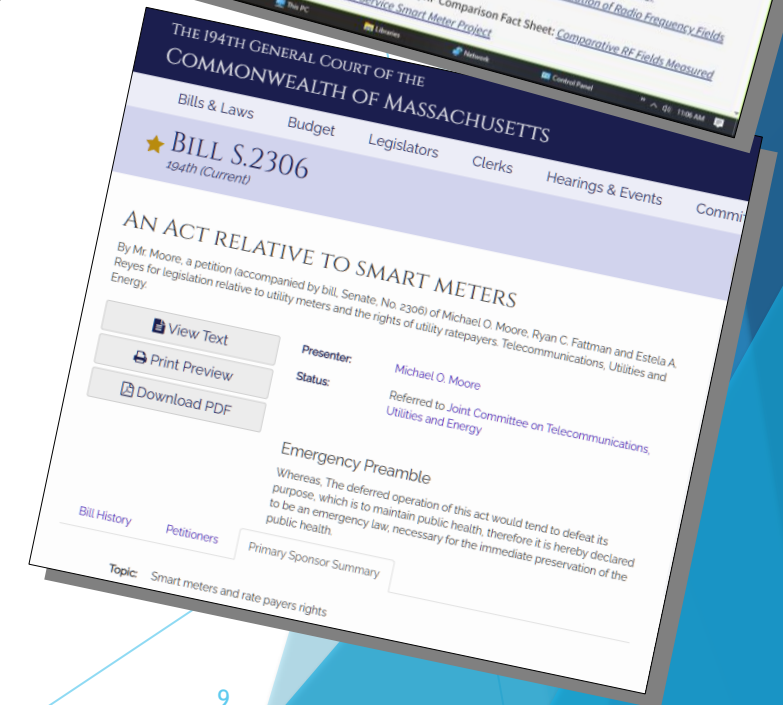 ion of Radio Frequency Fields
Comparison Fact Sheet: Comparative RF Fields Measured
Service Smart Meter Project
This PC
Libraries
Network
Control Panel
11:06 AM
The 194th General Court of the
Commonwealth of Massachusetts
Bills & Laws Budget Legislators Clerks Hearings & Events Commit
Bill S.2306
194th (Current)
An Act relative to smart meters
By Mr. Moore, a petition (accompanied by bill, Senate, No. 2306) of Michael O. Moore, Ryan C. Fattman and Estela A.
Reyes for legislation relative to utility meters and the rights of utility ratepayers. Telecommunications, Utilities and
Energy.
View Text
Print Preview
Download PDF
Presenter: Michael O. Moore
Status: Referred to Joint Committee on Telecommunications,
Utilities and Energy
Emergency Preamble
Whereas, The deferred operation of this act would tend to defeat its
purpose, which is to maintain public health, therefore it is hereby declared
to be an emergency law, necessary for the immediate preservation of the
public health.
Bill History Petitioners Primary Sponsor Summary
Topic: Smart meters and rate payers rights
9